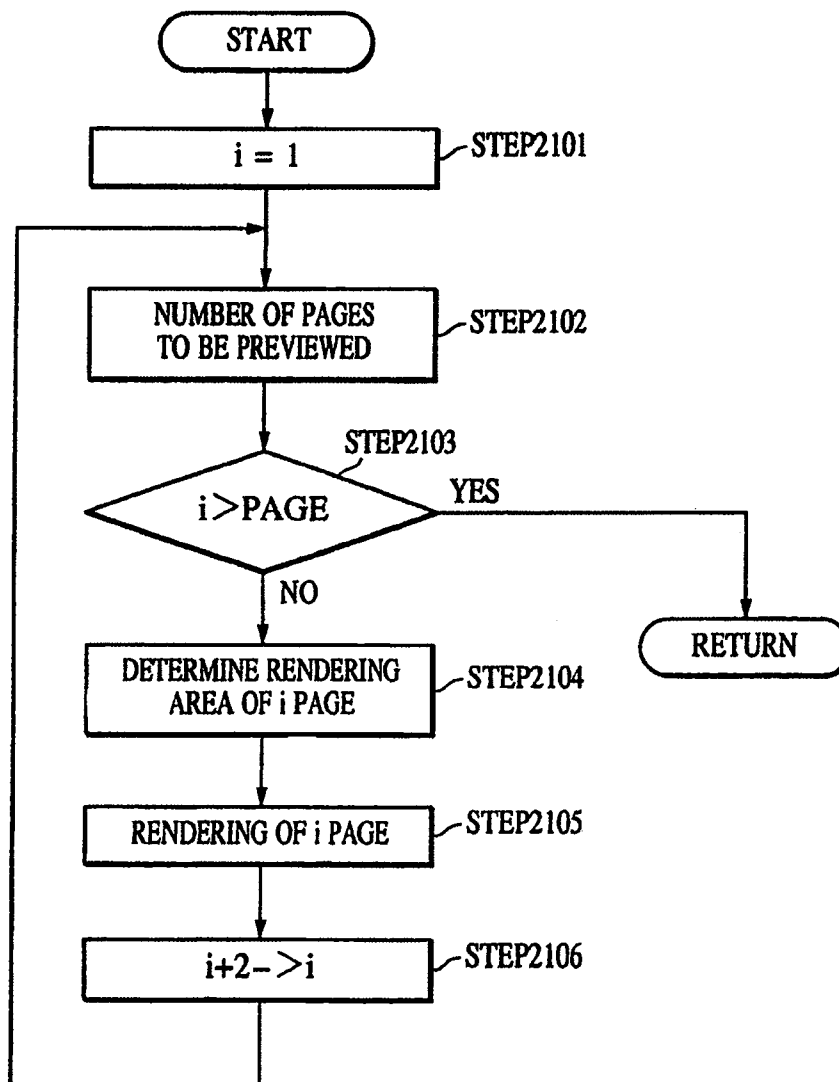 START
i = 1
STEP2101
NUMBER OF PAGES
TO BE PREVIEWED
STEP2102
STEP2103
i>PAGE
YES
NO
RETURN
DETERMINE RENDERING
AREA OF i PAGE
STEP2104
RENDERING OF i PAGE
STEP2105
i+2->i
STEP2106